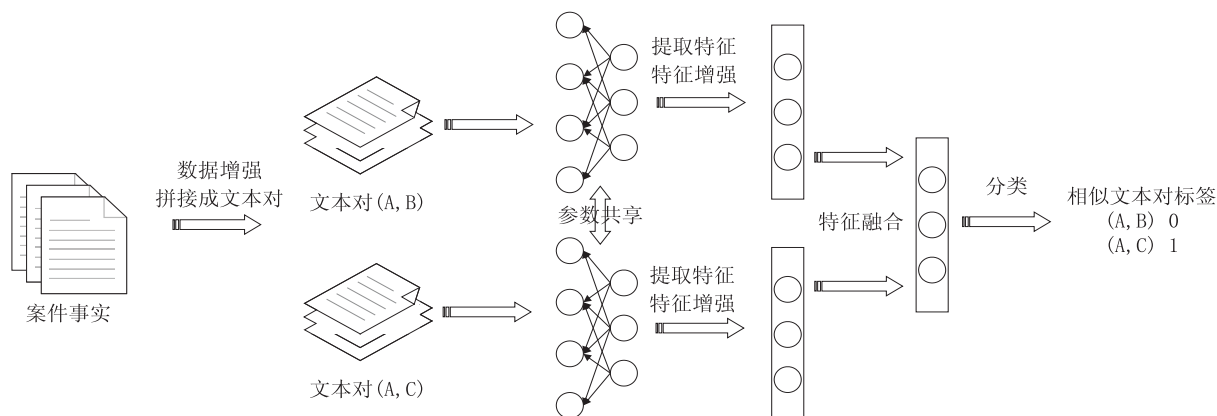 案件事实
数据增强
拼接成文本对
文本对(A,B)
文本对(A,C)
提取特征
特征增强
参数共享
提取特征
特征增强
特征融合
分类
相似文本对标签
(A,B) 0
(A,C) 1